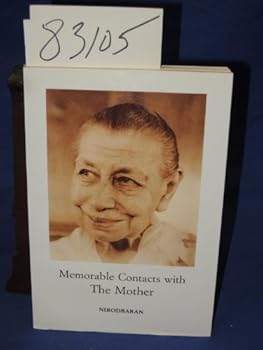 83105
Memorable Contacts with
The Mother
NIRODBARAN